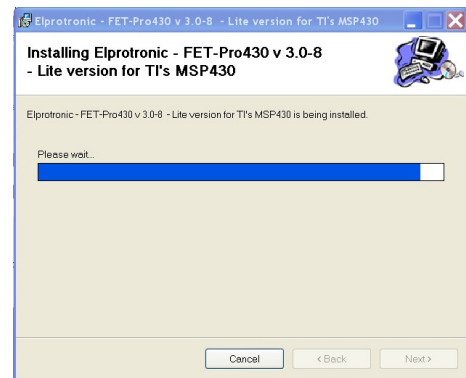 Elprotronic - FET-Pro430 v 3.0-8 - Lite version for TI's MSP430
Installing Elprotronic - FET-Pro430 v 3.0-8
- Lite version for TI's MSP430
Elprotronic - FET-Pro430 v 3.0-8 - Lite version for TI's MSP430 is being installed.
Please wait...
Cancel
< Back
Next >